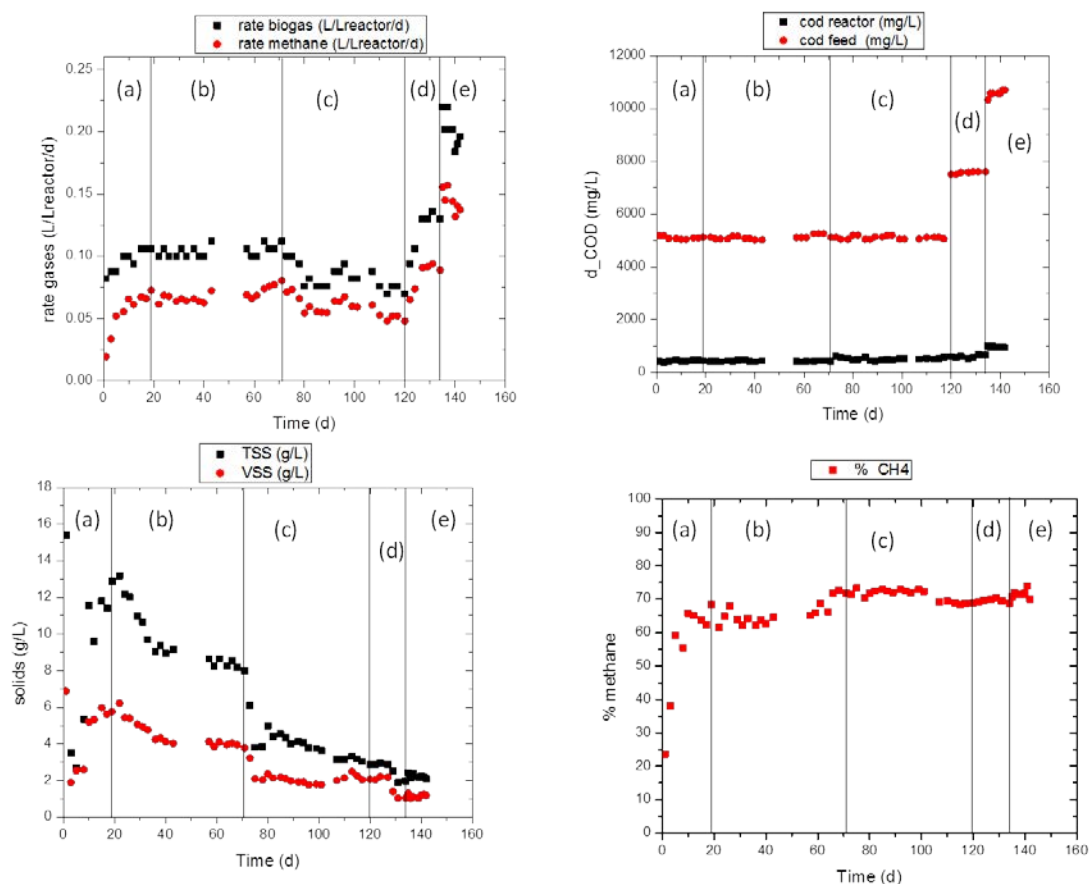 rate biogas (L/Lreactor/d)
rate methane (L/Lreactor/d)
0.25
0.20
0.15
0.10
0.05
0.00
rate gases (L/Lreactor/d)
(a)
(b)
(c)
(d)
(e)
0 20 40 60 80 100 120 140 160
Time (d)
cod reactor (mg/L)
cod feed (mg/L)
12000
10000
8000
6000
4000
2000
0
d_COD (mg/L)
(a)
(b)
(c)
(d)
(e)
0 20 40 60 80 100 120 140 160
Time (d)
TSS (g/L)
VSS (g/L)
18
16
14
12
10
8
6
4
2
0
solids (g/L)
(a)
(b)
(c)
(d)
(e)
0 20 40 60 80 100 120 140 160
Time (d)
% CH4
100
90
80
70
60
50
40
30
20
10
0
% methane
(a)
(b)
(c)
(d)
(e)
0 20 40 60 80 100 120 140 160
Time (d)